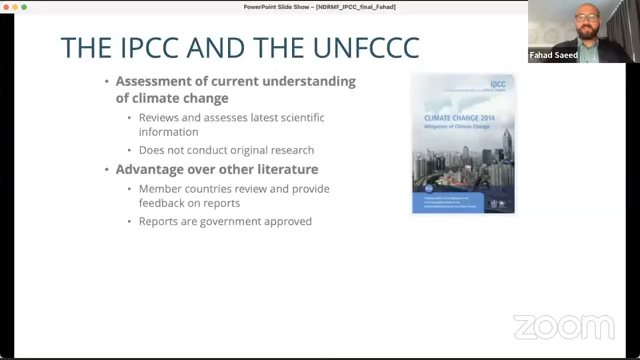 PowerPoint Slide Show - [NDRMF_IPCC_final_Fahad]
Fahad Saeed
THE IPCC AND THE UNFCCC
• Assessment of current understanding
of climate change
• Reviews and assesses latest scientific
information
• Does not conduct original research
• Advantage over other literature
• Member countries review and provide
feedback on reports
• Reports are government approved
ipcc
CLIMATE CHANGE 2014
Mitigation of Climate Change
zoom